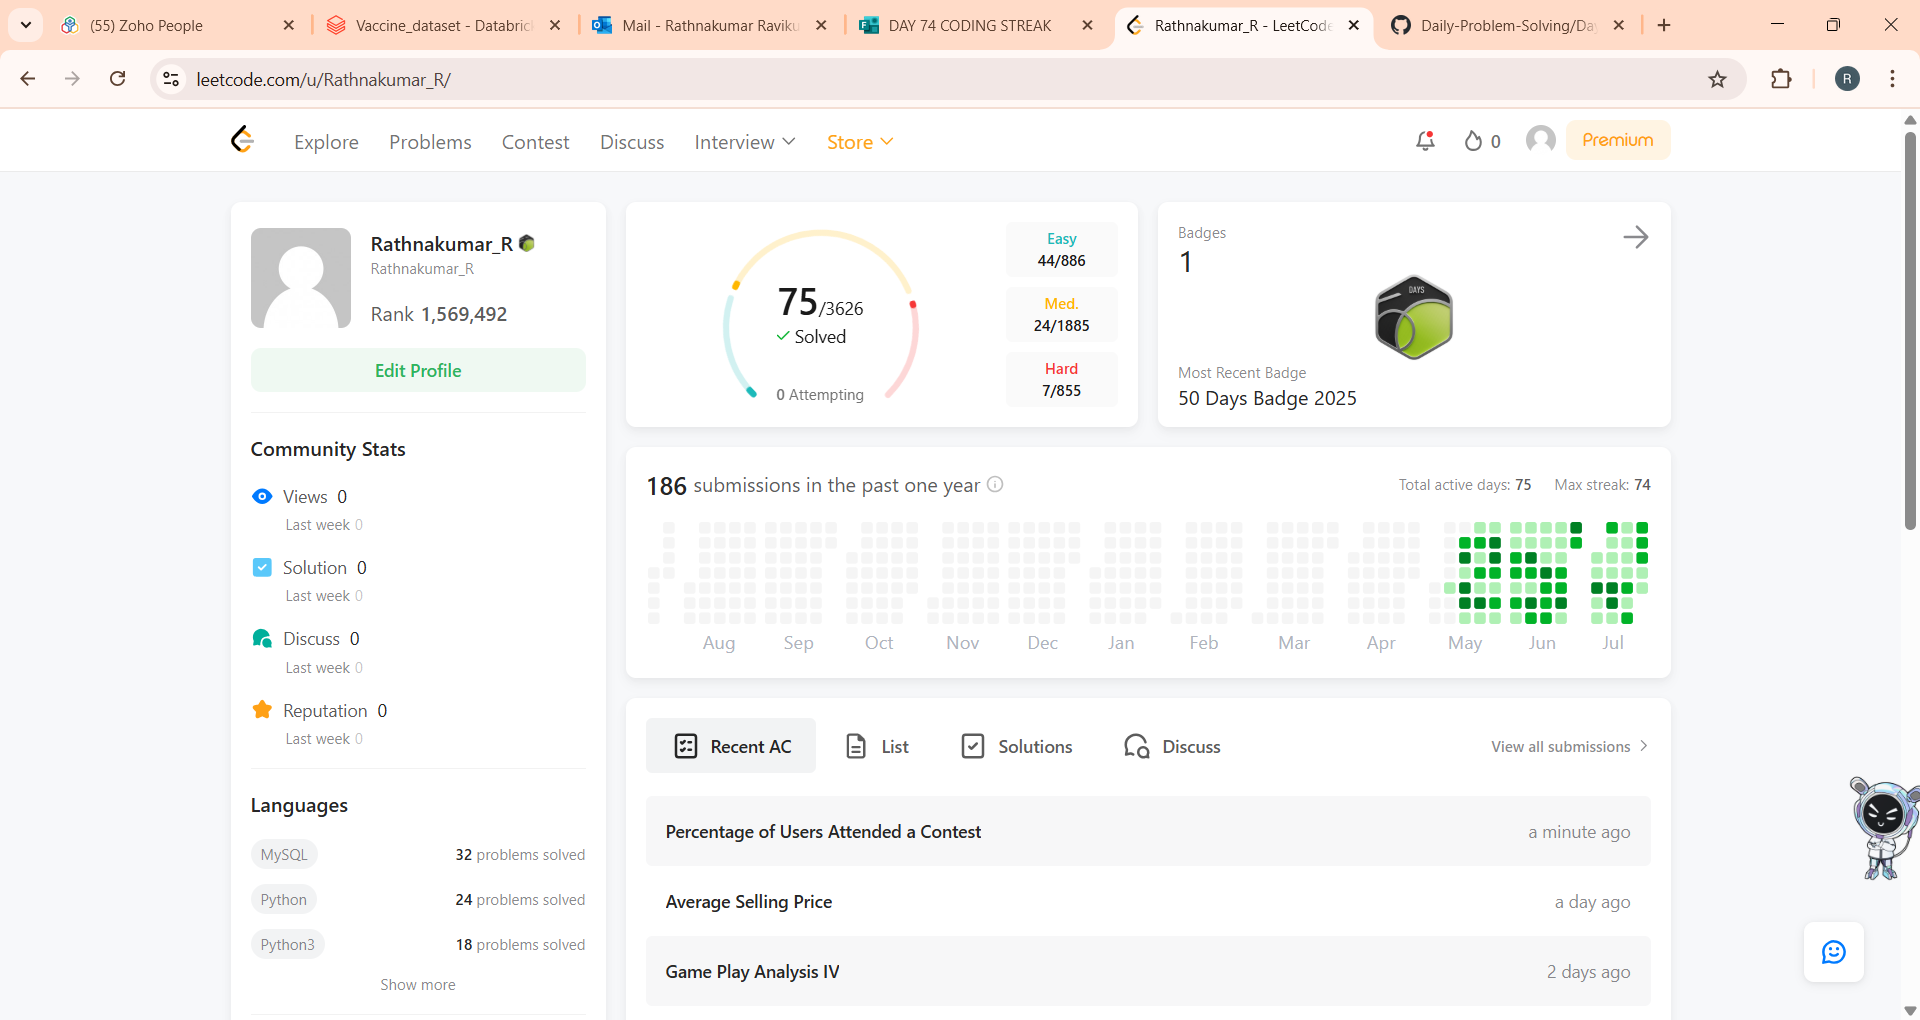 (55) Zoho People
Vaccine_dataset - Databric
Mail - Rathnakumar Raviku
DAY 74 CODING STREAK
Rathnakumar_R - LeetCode
Daily-Problem-Solving/Day
leetcode.com/u/Rathnakumar_R/
R
Explore
Problems
Contest
Discuss
Interview
Store
0
Premium
Rathnakumar_R
Rathnakumar_R
Rank 1,569,492
Edit Profile
Community Stats
Views 0
Last week 0
Solution 0
Last week 0
Discuss 0
Last week 0
Reputation 0
Last week 0
Languages
MySQL 32 problems solved
Python 24 problems solved
Python3 18 problems solved
Show more
75/3626
Solved
0 Attempting
Easy
44/886
Med.
24/1885
Hard
7/855
Badges
1
DAYS
Most Recent Badge
50 Days Badge 2025
186 submissions in the past one year
Total active days: 75 Max streak: 74
Aug Sep Oct Nov Dec Jan Feb Mar Apr May Jun Jul
Recent AC
List
Solutions
Discuss
View all submissions
Percentage of Users Attended a Contest a minute ago
Average Selling Price a day ago
Game Play Analysis IV 2 days ago